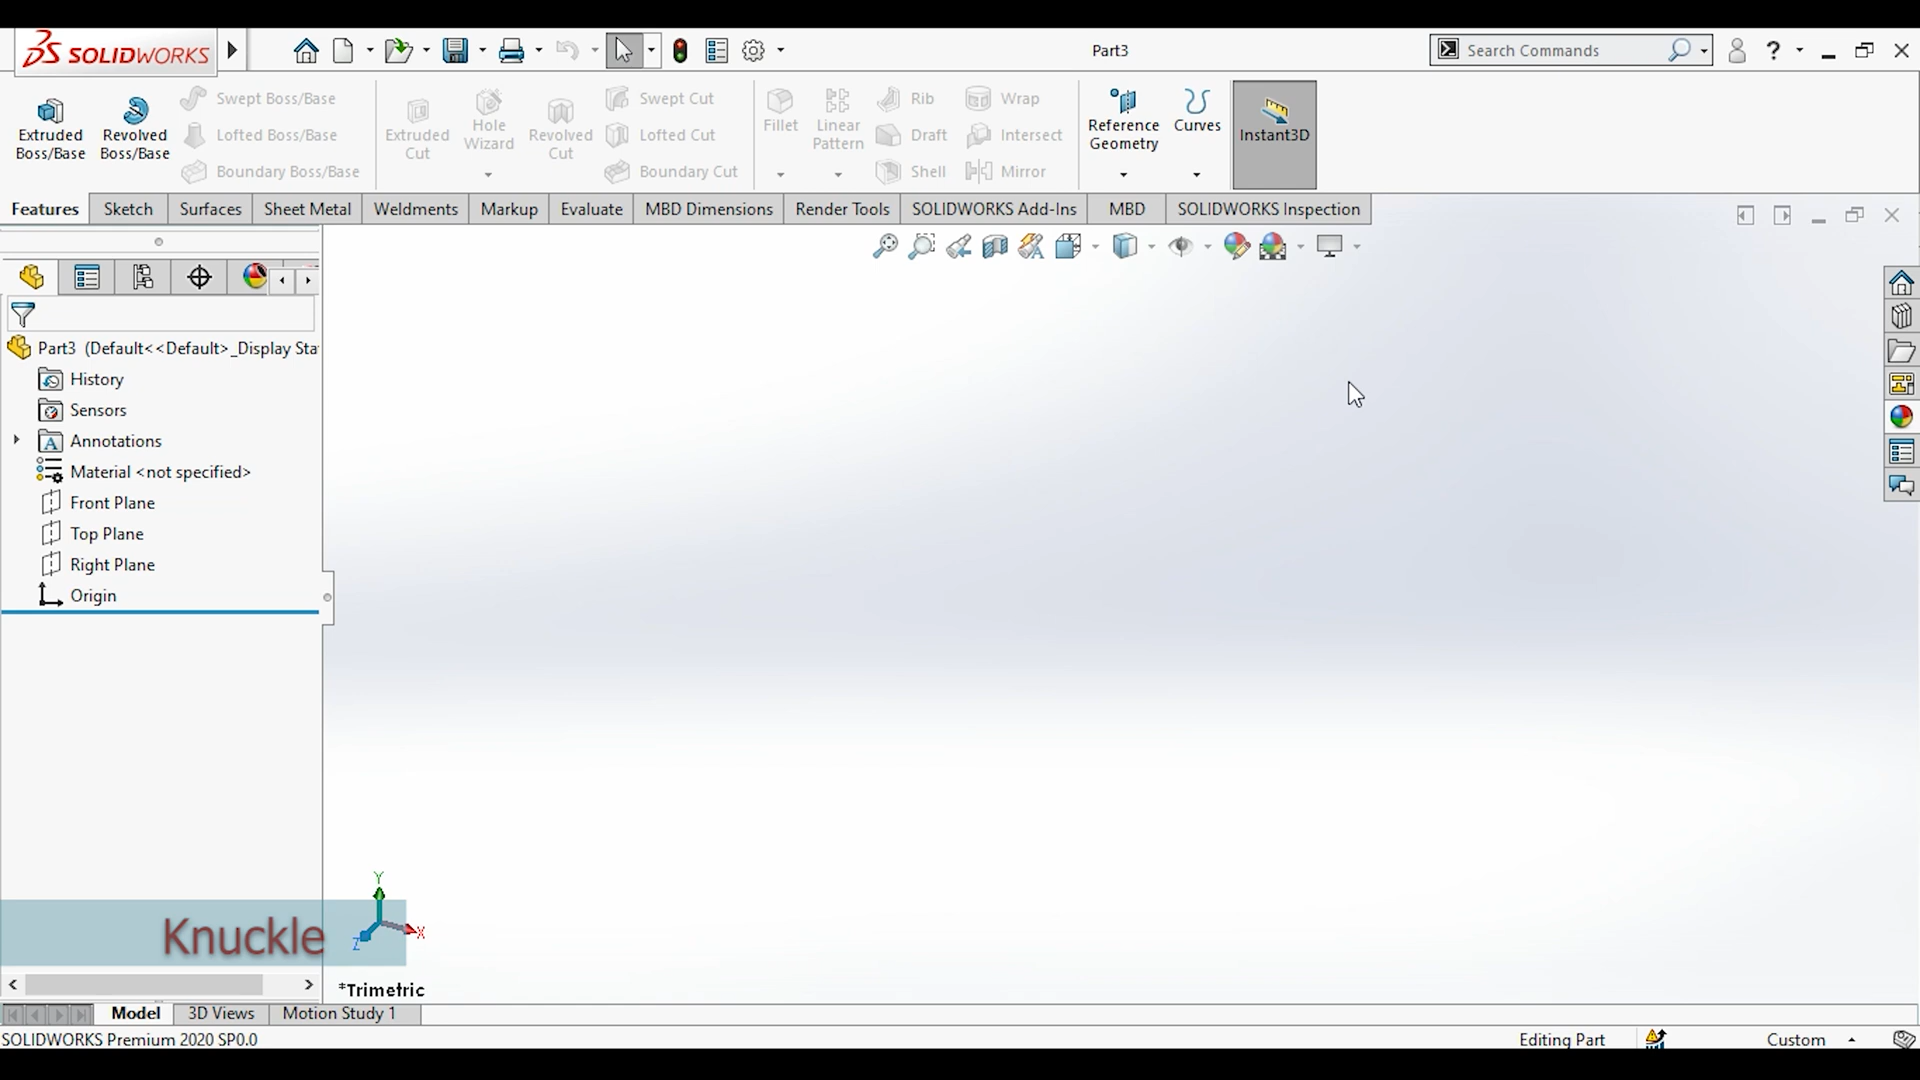 SOLIDWORKS
Part3
Search Commands
?
Extruded Boss/Base
Revolved Boss/Base
Swept Boss/Base
Lofted Boss/Base
Boundary Boss/Base
Extruded Cut
Hole Wizard
Revolved Cut
Swept Cut
Lofted Cut
Boundary Cut
Fillet
Linear Pattern
Rib
Draft
Shell
Wrap
Intersect
Mirror
Reference Geometry
Curves
Instant3D
Features
Sketch
Surfaces
Sheet Metal
Weldments
Markup
Evaluate
MBD Dimensions
Render Tools
SOLIDWORKS Add-Ins
MBD
SOLIDWORKS Inspection
Part3 (Default<<Default>_Display Sta
History
Sensors
A Annotations
Material <not specified>
Front Plane
Top Plane
Right Plane
Origin
Y
X
Z
Knuckle
*Trimetric
Model
3D Views
Motion Study 1
SOLIDWORKS Premium 2020 SP0.0
Editing Part
Custom